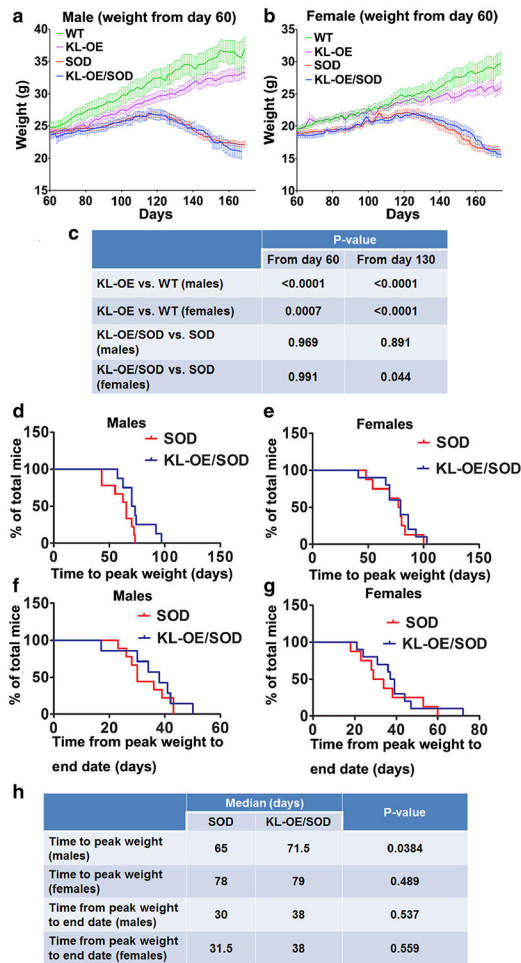 a Male (weight from day 60)
WT
KL-OE
SOD
KL-OE/SOD
Weight (g)
40
35
30
25
20
15
60 80 100 120 140 160
Days
b Female (weight from day 60)
WT
KL-OE
SOD
KL-OE/SOD
Weight (g)
35
30
25
20
15
10
60 80 100 120 140 160
Days
c
P-value
From day 60 From day 130
KL-OE vs. WT (males) <0.0001 <0.0001
KL-OE vs. WT (females) 0.0007 <0.0001
KL-OE/SOD vs. SOD
(males) 0.969 0.891
KL-OE/SOD vs. SOD
(females) 0.991 0.044
d Males
SOD
KL-OE/SOD
% of total mice
150
100
50
0
0 50 100 150
Time to peak weight (days)
e Females
SOD
KL-OE/SOD
% of total mice
150
100
50
0
0 50 100 150
Time to peak weight (days)
f Males
SOD
KL-OE/SOD
% of total mice
150
100
50
0
0 20 40 60
Time from peak weight to
end date (days)
g Females
SOD
KL-OE/SOD
% of total mice
150
100
50
0
0 20 40 60 80
Time from peak weight to
end date (days)
h
Median (days) P-value
SOD KL-OE/SOD
Time to peak weight
(males) 65 71.5 0.0384
Time to peak weight
(females) 78 79 0.489
Time from peak weight
to end date (males) 30 38 0.537
Time from peak weight
to end date (females) 31.5 38 0.559